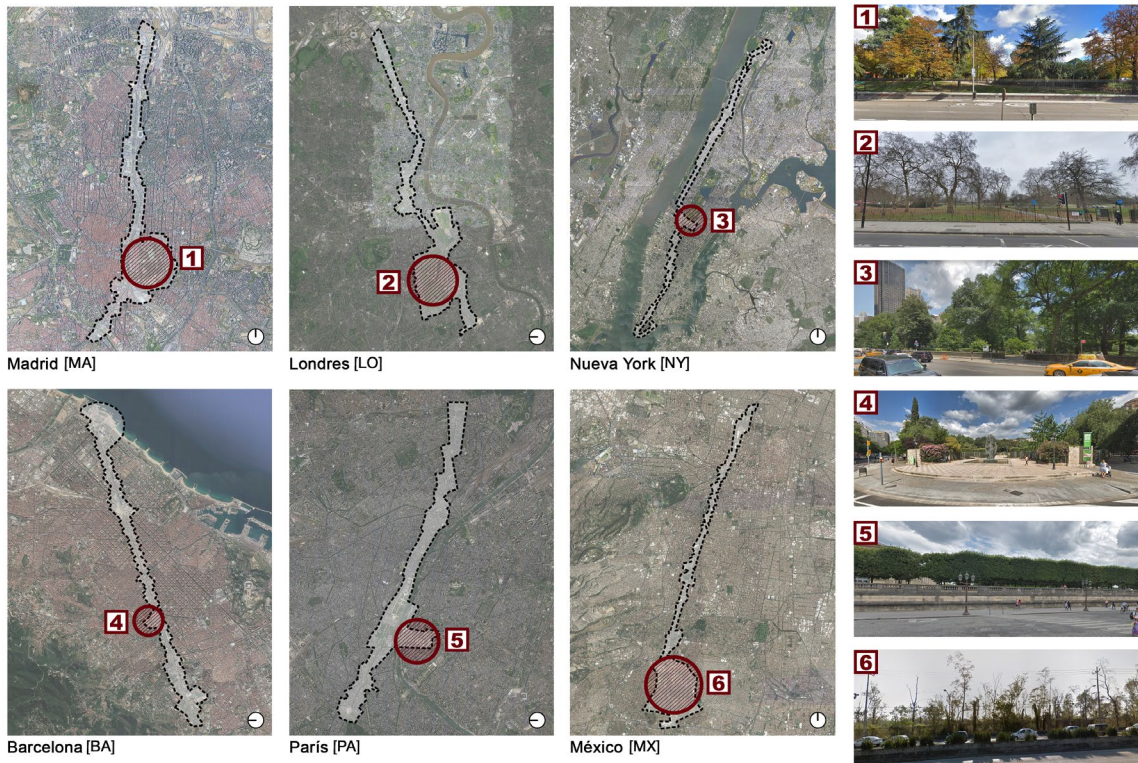 1
2
3
Madrid [MA]
Londres [LO]
Nueva York [NY]
4
5
6
Barcelona [BA]
París [PA]
México [MX]
1
2
3
4
5
6